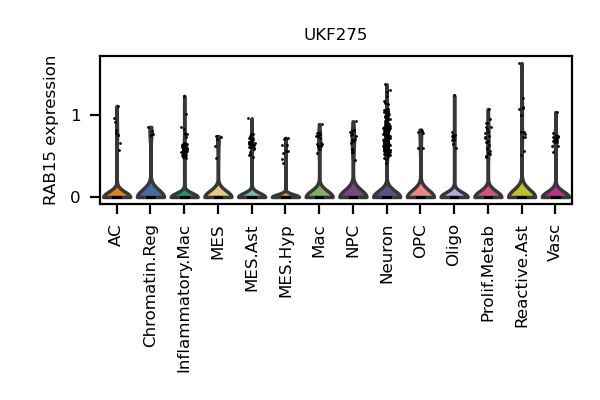 UKF275
RAB15 expression
1
0
AC
Chromatin.Reg
Inflammatory.Mac
MES
MES.Ast
MES.Hyp
Mac
NPC
Neuron
OPC
Oligo
Prolif.Metab
Reactive.Ast
Vasc